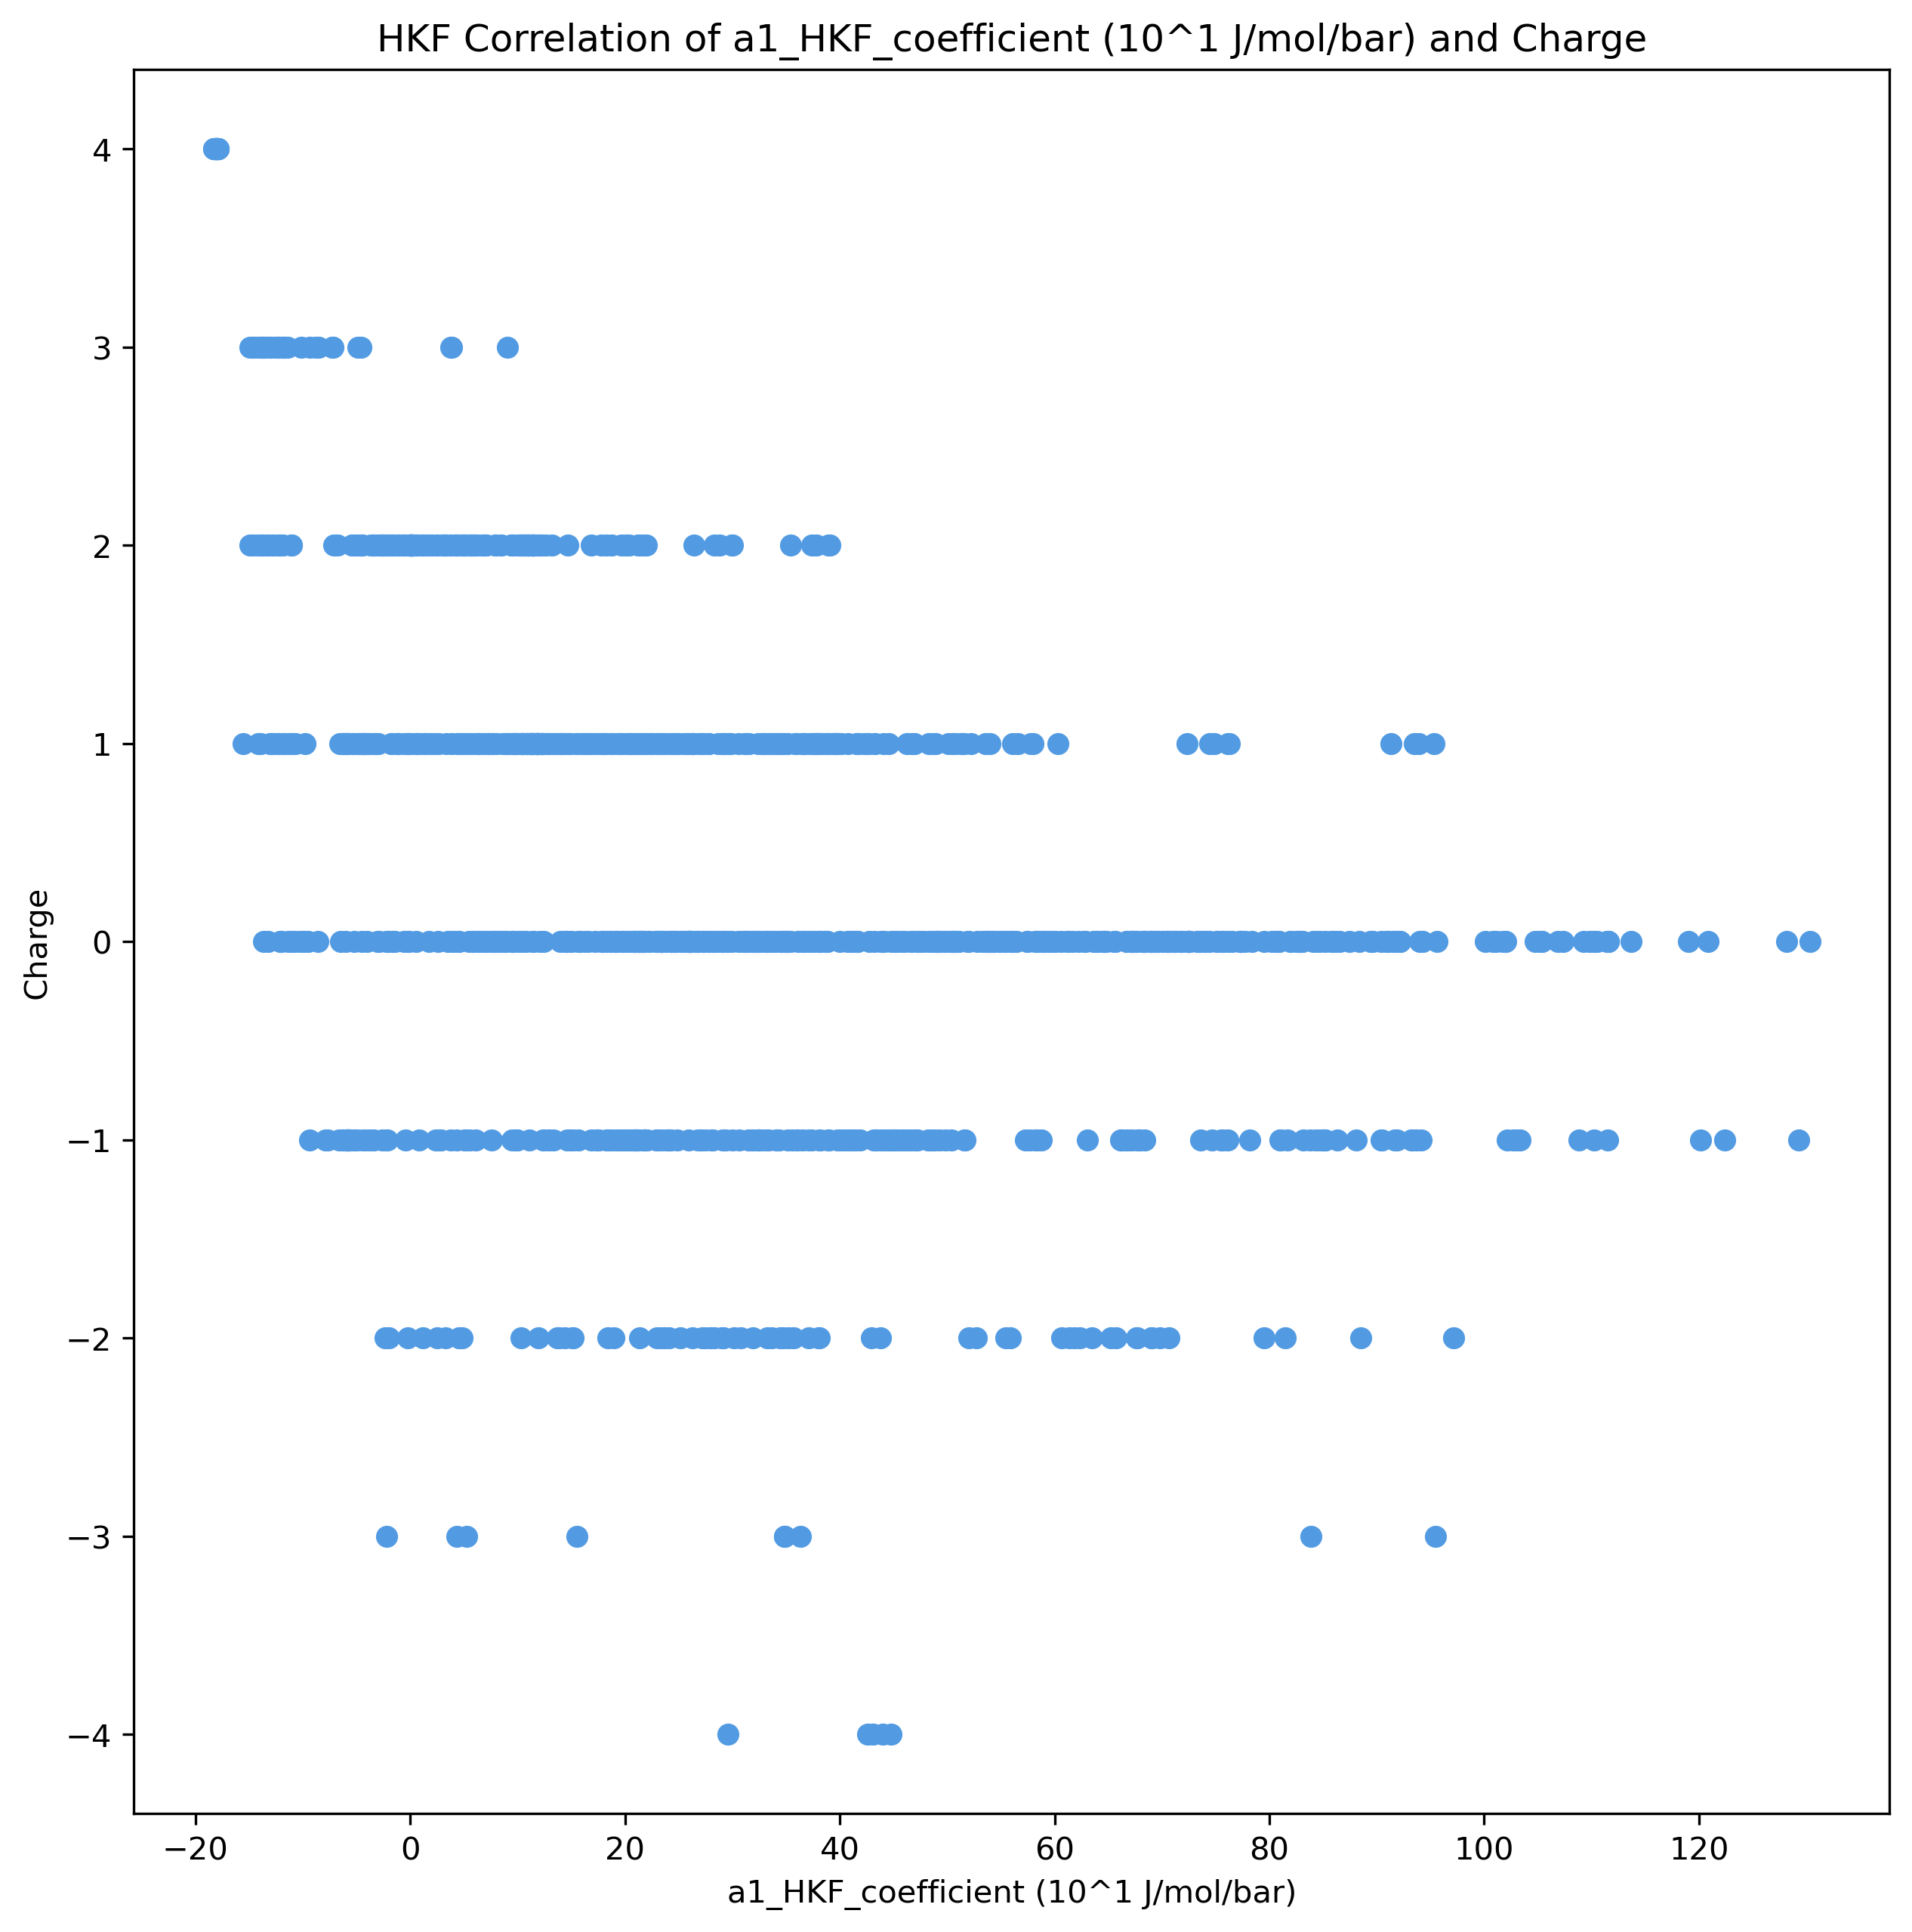 HKF Correlation of a1_HKF_coefficient (10^1 J/mol/bar) and Charge
4
3
2
1
0
−1
−2
−3
−4
Charge
−20 0 20 40 60 80 100 120
a1_HKF_coefficient (10^1 J/mol/bar)